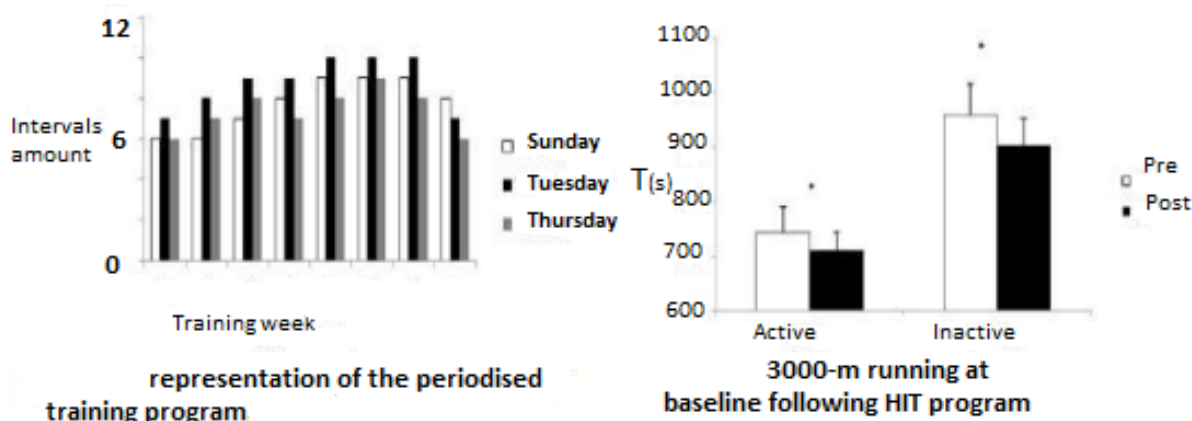 12
Intervals
amount
6
0
Sunday
Tuesday
Thursday
Training week
representation of the periodised
training program
1100
1000
900
T(s)
800
700
600
*
*
Pre
Post
Active
Inactive
3000-m running at
baseline following HIT program